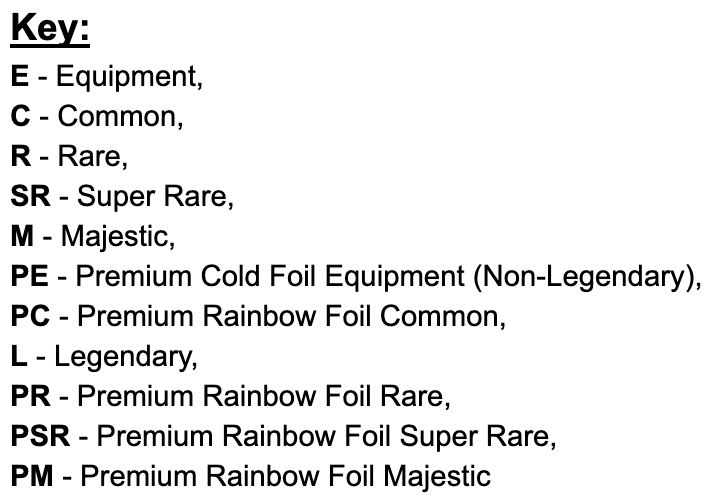 Key:
E - Equipment,
C - Common,
R - Rare,
SR - Super Rare,
M - Majestic,
PE - Premium Cold Foil Equipment (Non-Legendary),
PC - Premium Rainbow Foil Common,
L - Legendary,
PR - Premium Rainbow Foil Rare,
PSR - Premium Rainbow Foil Super Rare,
PM - Premium Rainbow Foil Majestic